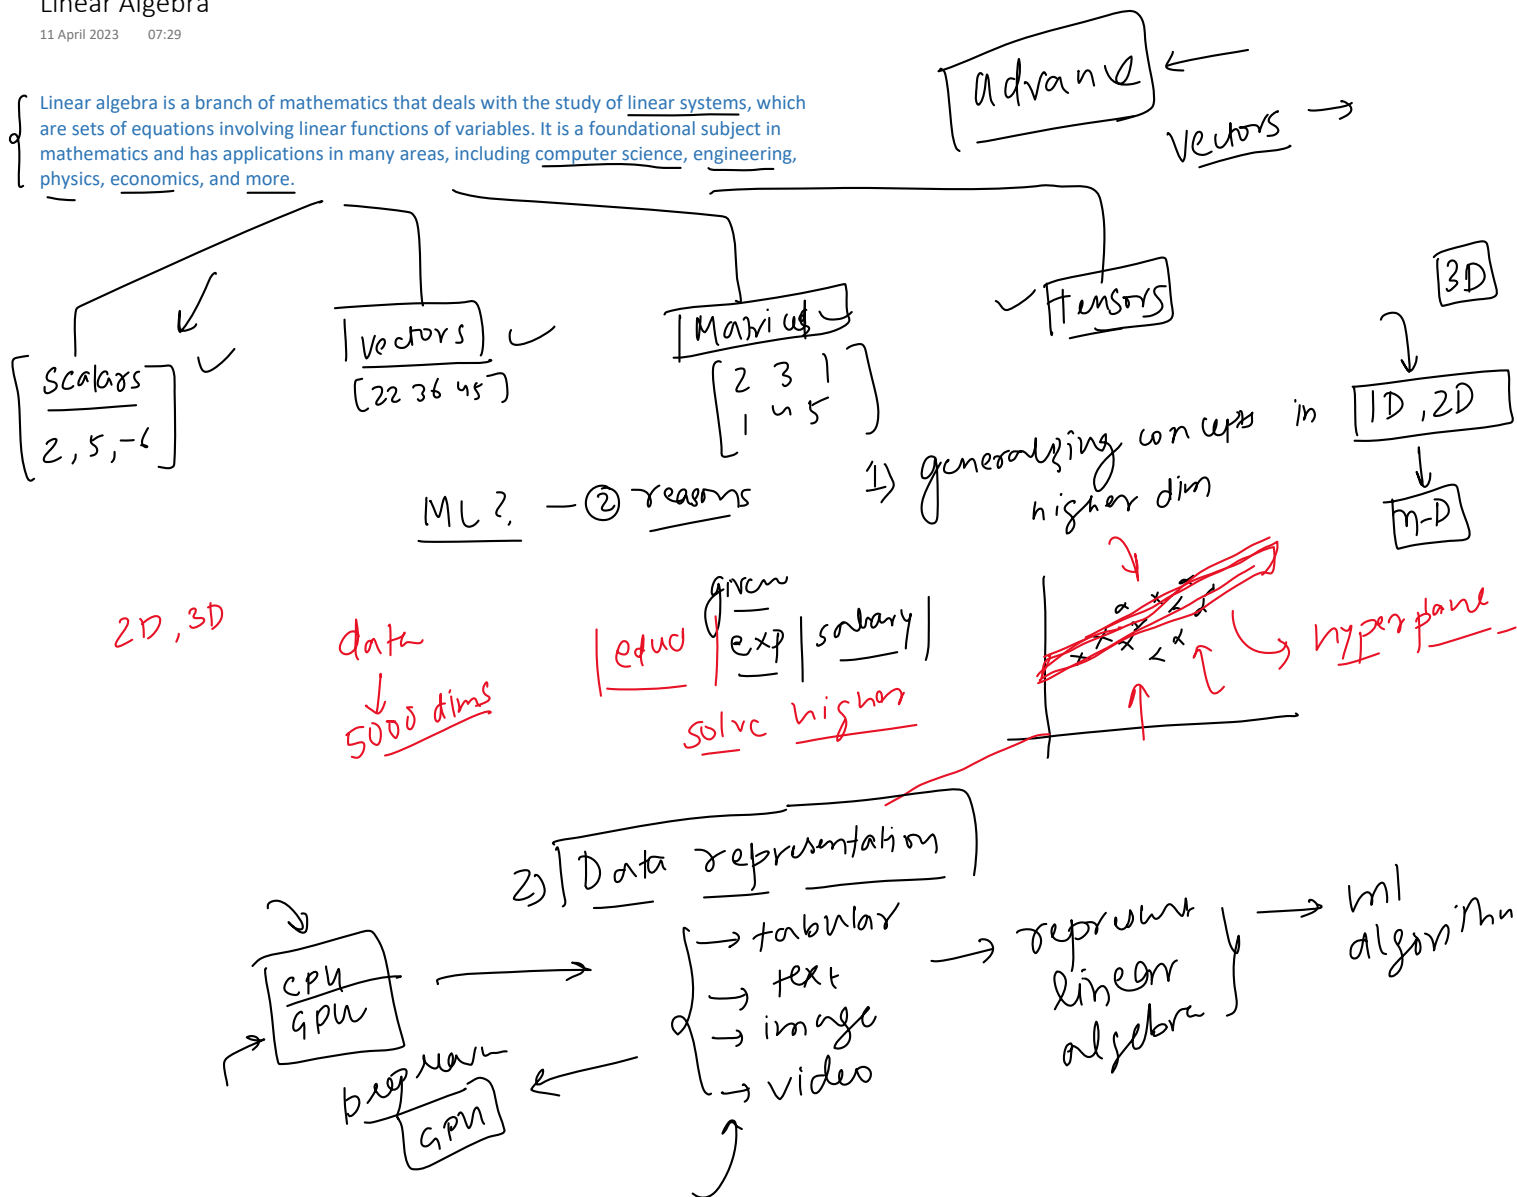 Linear Algebra
11 April 2023 07:29
Linear algebra is a branch of mathematics that deals with the study of linear systems, which
are sets of equations involving linear functions of variables. It is a foundational subject in
mathematics and has applications in many areas, including computer science, engineering,
physics, economics, and more.
advance
vectors
scalars
2, 5, -6
vectors
[22 36 45]
Matrices
2 3 1
1 4 5
tensors
3D
1D, 2D
n-D
ML? - 2 reasons
1) generalizing concepts in
higher dim
2D, 3D
data
5000 dims
given
educ exp salary
solve higher
hyperplane
2) Data representation
CPU
GPU
tabular
text
image
video
represent
linear
algebra
ml
algorithm
GPU